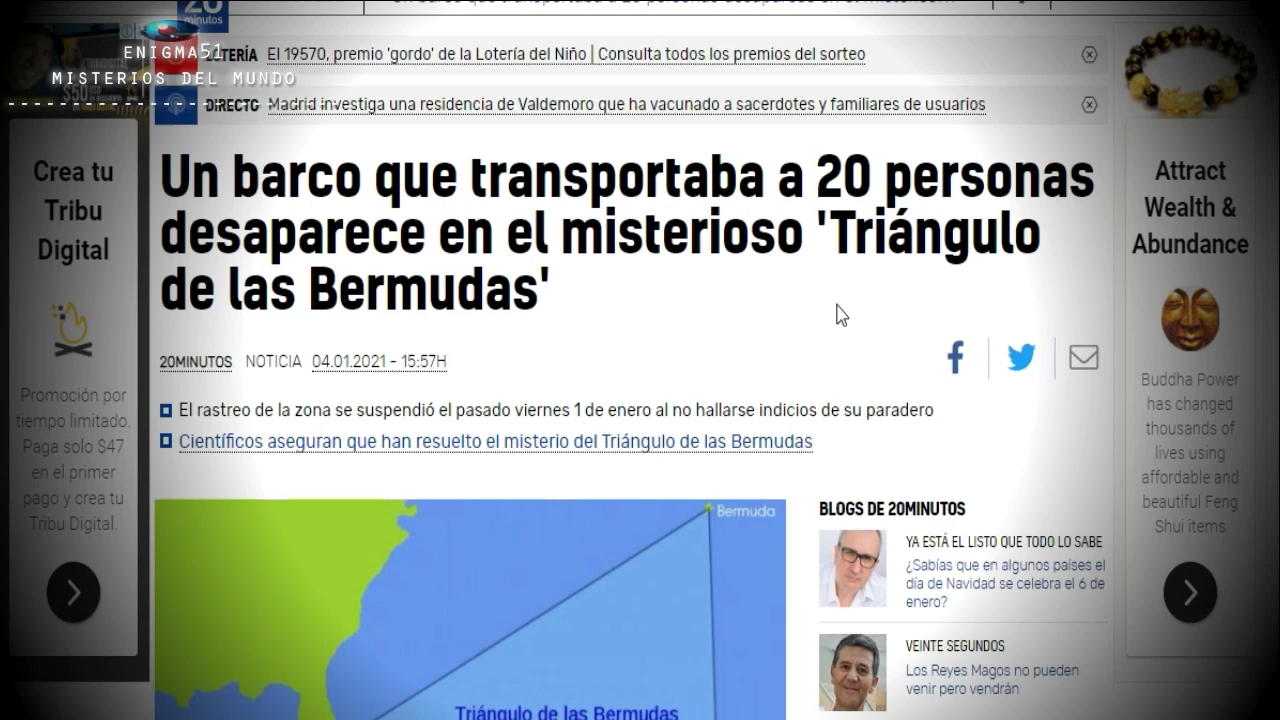 20
minutos
ENIGMA51
MISTERIOS DEL MUNDO
LOTERÍA El 19570, premio 'gordo' de la Lotería del Niño | Consulta todos los premios del sorteo
DIRECTO Madrid investiga una residencia de Valdemoro que ha vacunado a sacerdotes y familiares de usuarios
Un barco que transportaba a 20 personas
desaparece en el misterioso 'Triángulo
de las Bermudas'
20MINUTOS NOTICIA 04.01.2021 - 15:57H
El rastreo de la zona se suspendió el pasado viernes 1 de enero al no hallarse indicios de su paradero
Científicos aseguran que han resuelto el misterio del Triángulo de las Bermudas
Bermuda
Triángulo de las Bermudas
BLOGS DE 20MINUTOS
YA ESTÁ EL LISTO QUE TODO LO SABE
¿Sabías que en algunos países el
día de Navidad se celebra el 6 de
enero?
VEINTE SEGUNDOS
Los Reyes Magos no pueden
venir pero vendrán
$50
Crea tu
Tribu
Digital
Promoción por
tiempo limitado.
Paga solo $47
en el primer
pago y crea tu
Tribu Digital.
Attract
Wealth &
Abundance
Buddha Power
has changed
thousands of
lives using
affordable and
beautiful Feng
Shui items